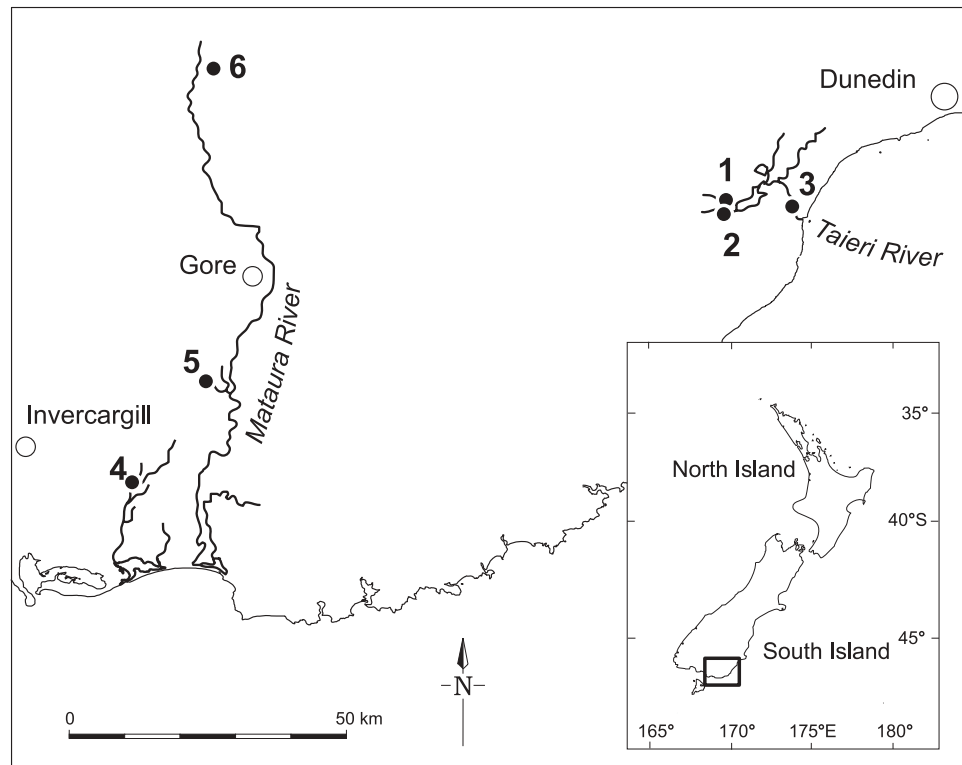 6
Dunedin
1
3
2
Taieri River
Gore
Mataura River
5
Invercargill
4
35°
North Island
40°S
45°
South Island
N
0
50 km
165°
170°
175°E
180°